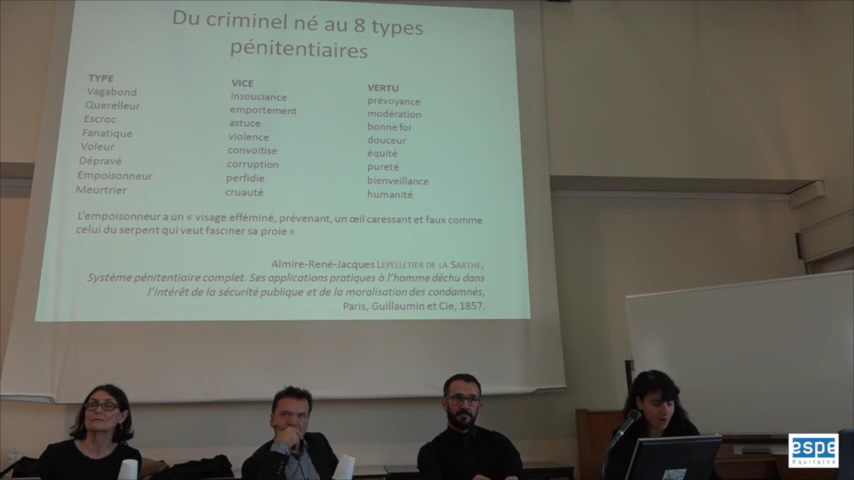 Du criminel né au 8 types
pénitentiaires
TYPE VICE VERTU
Vagabond insouciance prévoyance
Querelleur emportement modération
Escroc astuce bonne foi
Fanatique violence douceur
Voleur convoitise équité
Dépravé corruption pureté
Empoisonneur perfidie bienveillance
Meurtrier cruauté humanité
L'empoisonneur a un « visage efféminé, prévenant, un œil caressant et faux comme
celui du serpent qui veut fasciner sa proie »
Almire-René-Jacques LEPELLETIER DE LA SARTHE,
Système pénitentiaire complet. Ses applications pratiques à l'homme déchu dans
l'intérêt de la sécurité publique et de la moralisation des condamnés,
Paris, Guillaumin et Cie, 1857.
espe
Aquitaine